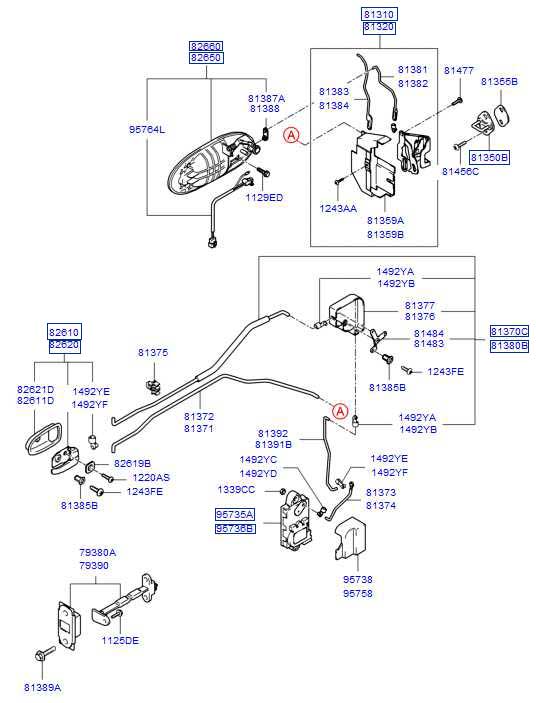 81310
81320
82660
82650
81381
81382
81477
81355B
81383
81384
81387A
81388
95764L
A
81350B
81456C
1129ED
1243AA
81359A
81359B
1492YA
1492YB
81377
81376
82610
82620
81484
81483
81370C
81380B
81375
1243FE
82621D
82611D
1492YE
1492YF
81385B
A
81372
81371
1492YA
1492YB
81392
81391B
1492YC
1492YD
1492YE
1492YF
82619B
1220AS
1243FE
81385B
1339CC
81373
81374
95735A
95736B
79380A
79390
95738
95758
1125DE
81389A